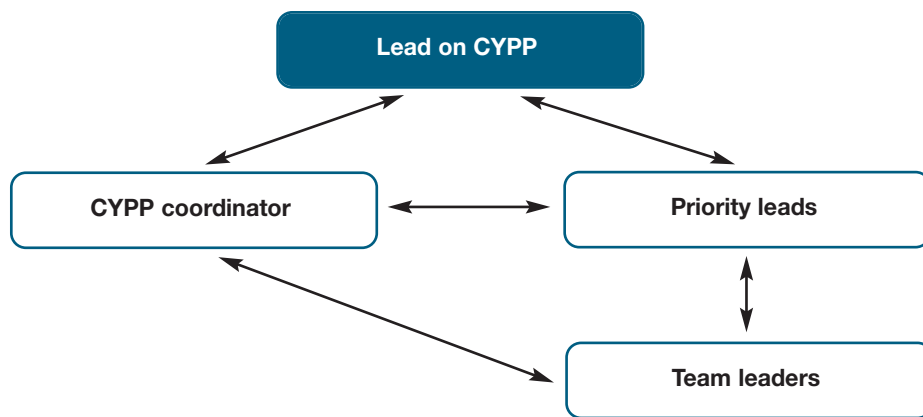 Lead on CYPP
CYPP coordinator
Priority leads
Team leaders